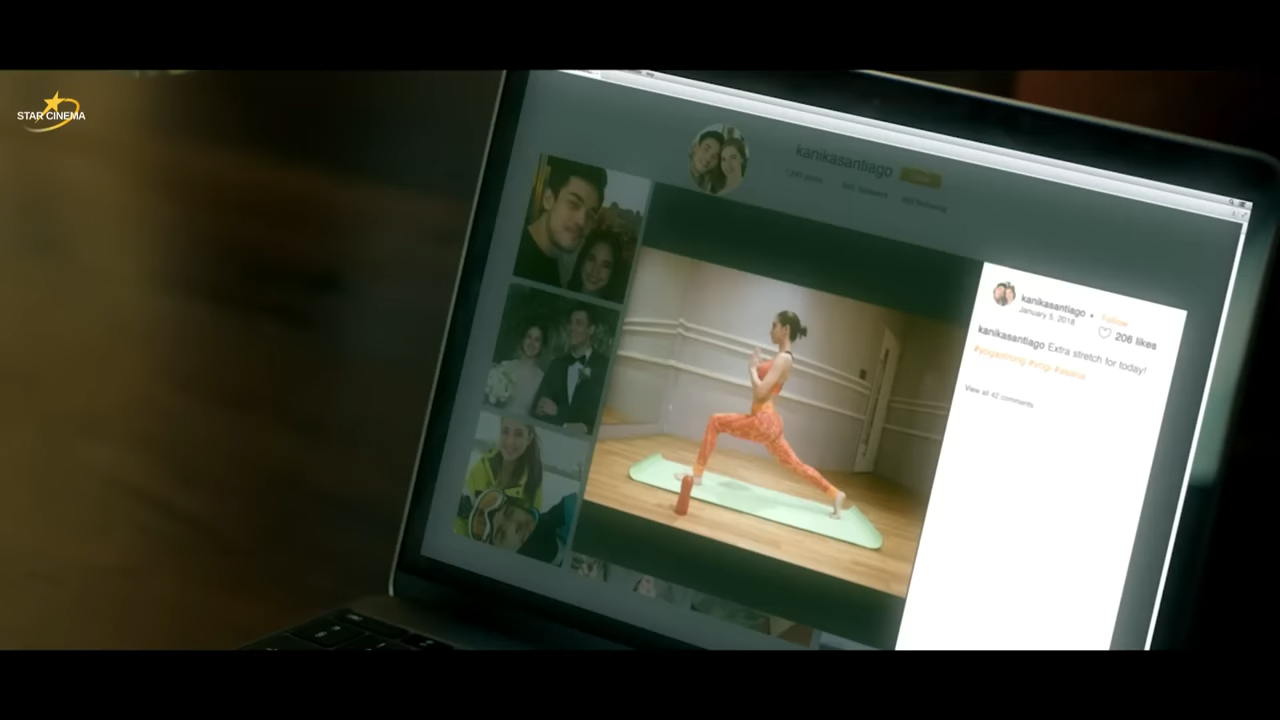 STAR CINEMA
kanikasantiago
kanikasantiago •
January 5, 2018
206 likes
kanikasantiago Extra stretch for today!
#yogastrong #yogi #asana
View all 42 comments